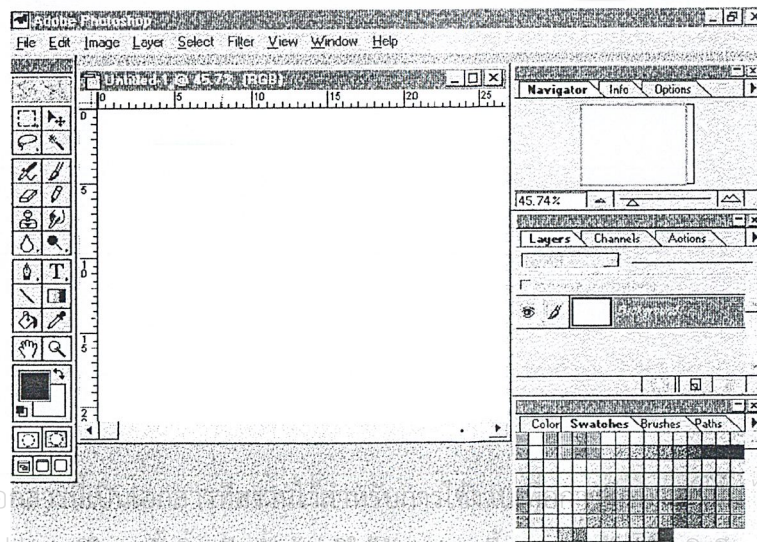 Adobe Photoshop
File Edit Image Layer Select Filter View Window Help
Untitled-1 @ 45.7% (RGB)
0 5 10 15 20 25
0
5
10
15
2
T
Navigator Info Options
45.74%
Layers Channels Actions
Color Swatches Brushes Paths